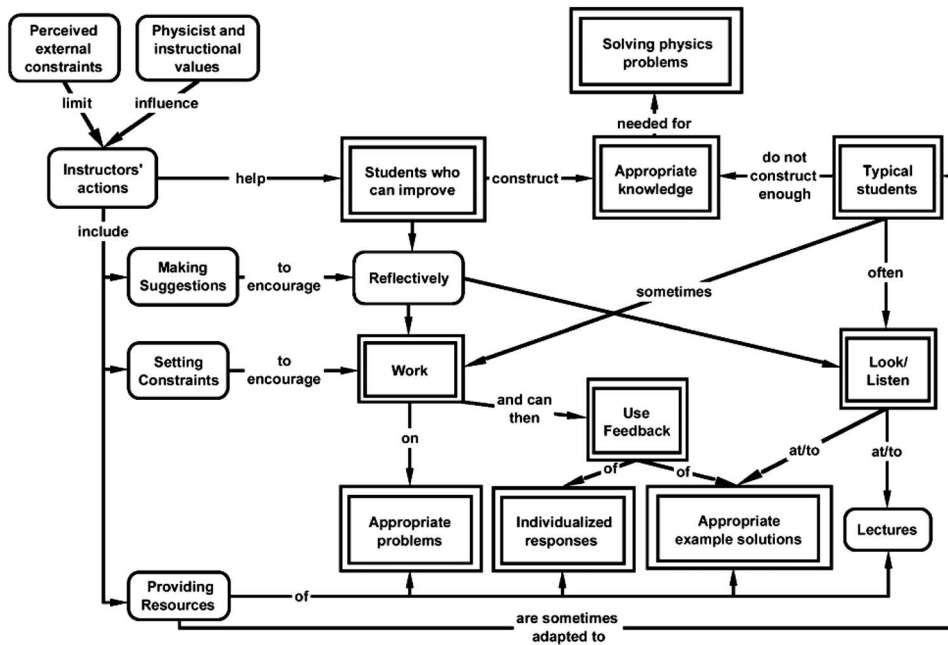 Perceived
external
constraints
Physicist and
instructional
values
Solving physics
problems
limit
influence
needed for
Instructors'
actions
help
Students who
can improve
construct
Appropriate
knowledge
do not
construct
enough
Typical
students
include
Making
Suggestions
to
encourage
Reflectively
sometimes
often
Setting
Constraints
to
encourage
Work
Look/
Listen
and can
then
Use
Feedback
on
of
of
at/to
at/to
Appropriate
problems
Individualized
responses
Appropriate
example solutions
Lectures
Providing
Resources
of
are sometimes
adapted to